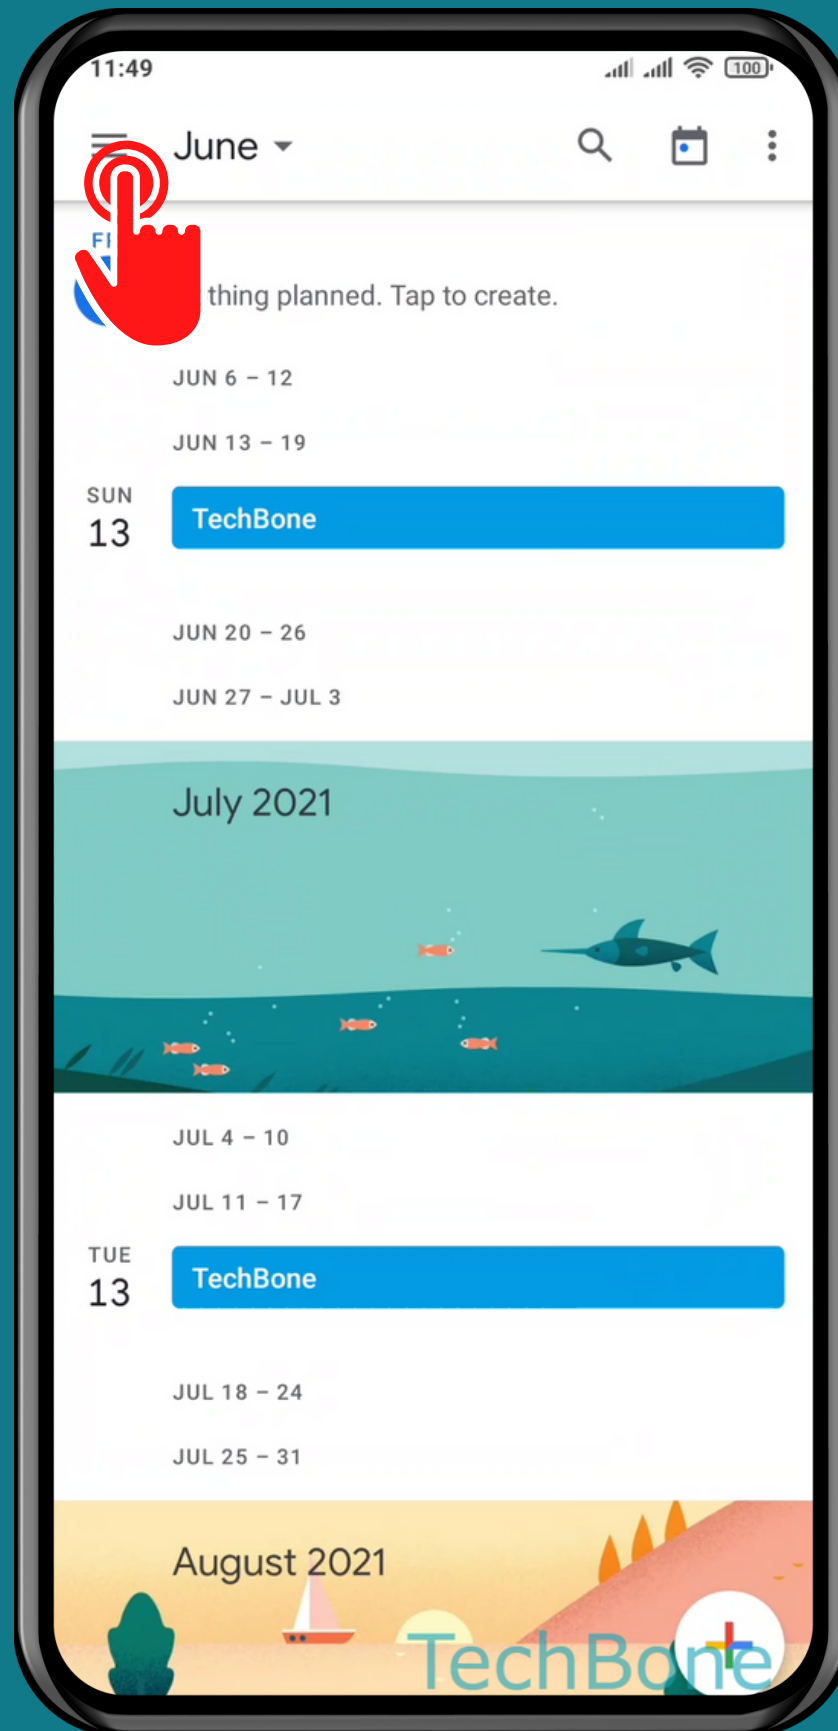 11:49
100
June
thing planned. Tap to create.
JUN 6 – 12
JUN 13 – 19
SUN
13
TechBone
JUN 20 – 26
JUN 27 – JUL 3
July 2021
JUL 4 – 10
JUL 11 – 17
TUE
13
TechBone
JUL 18 – 24
JUL 25 – 31
August 2021
TechBone